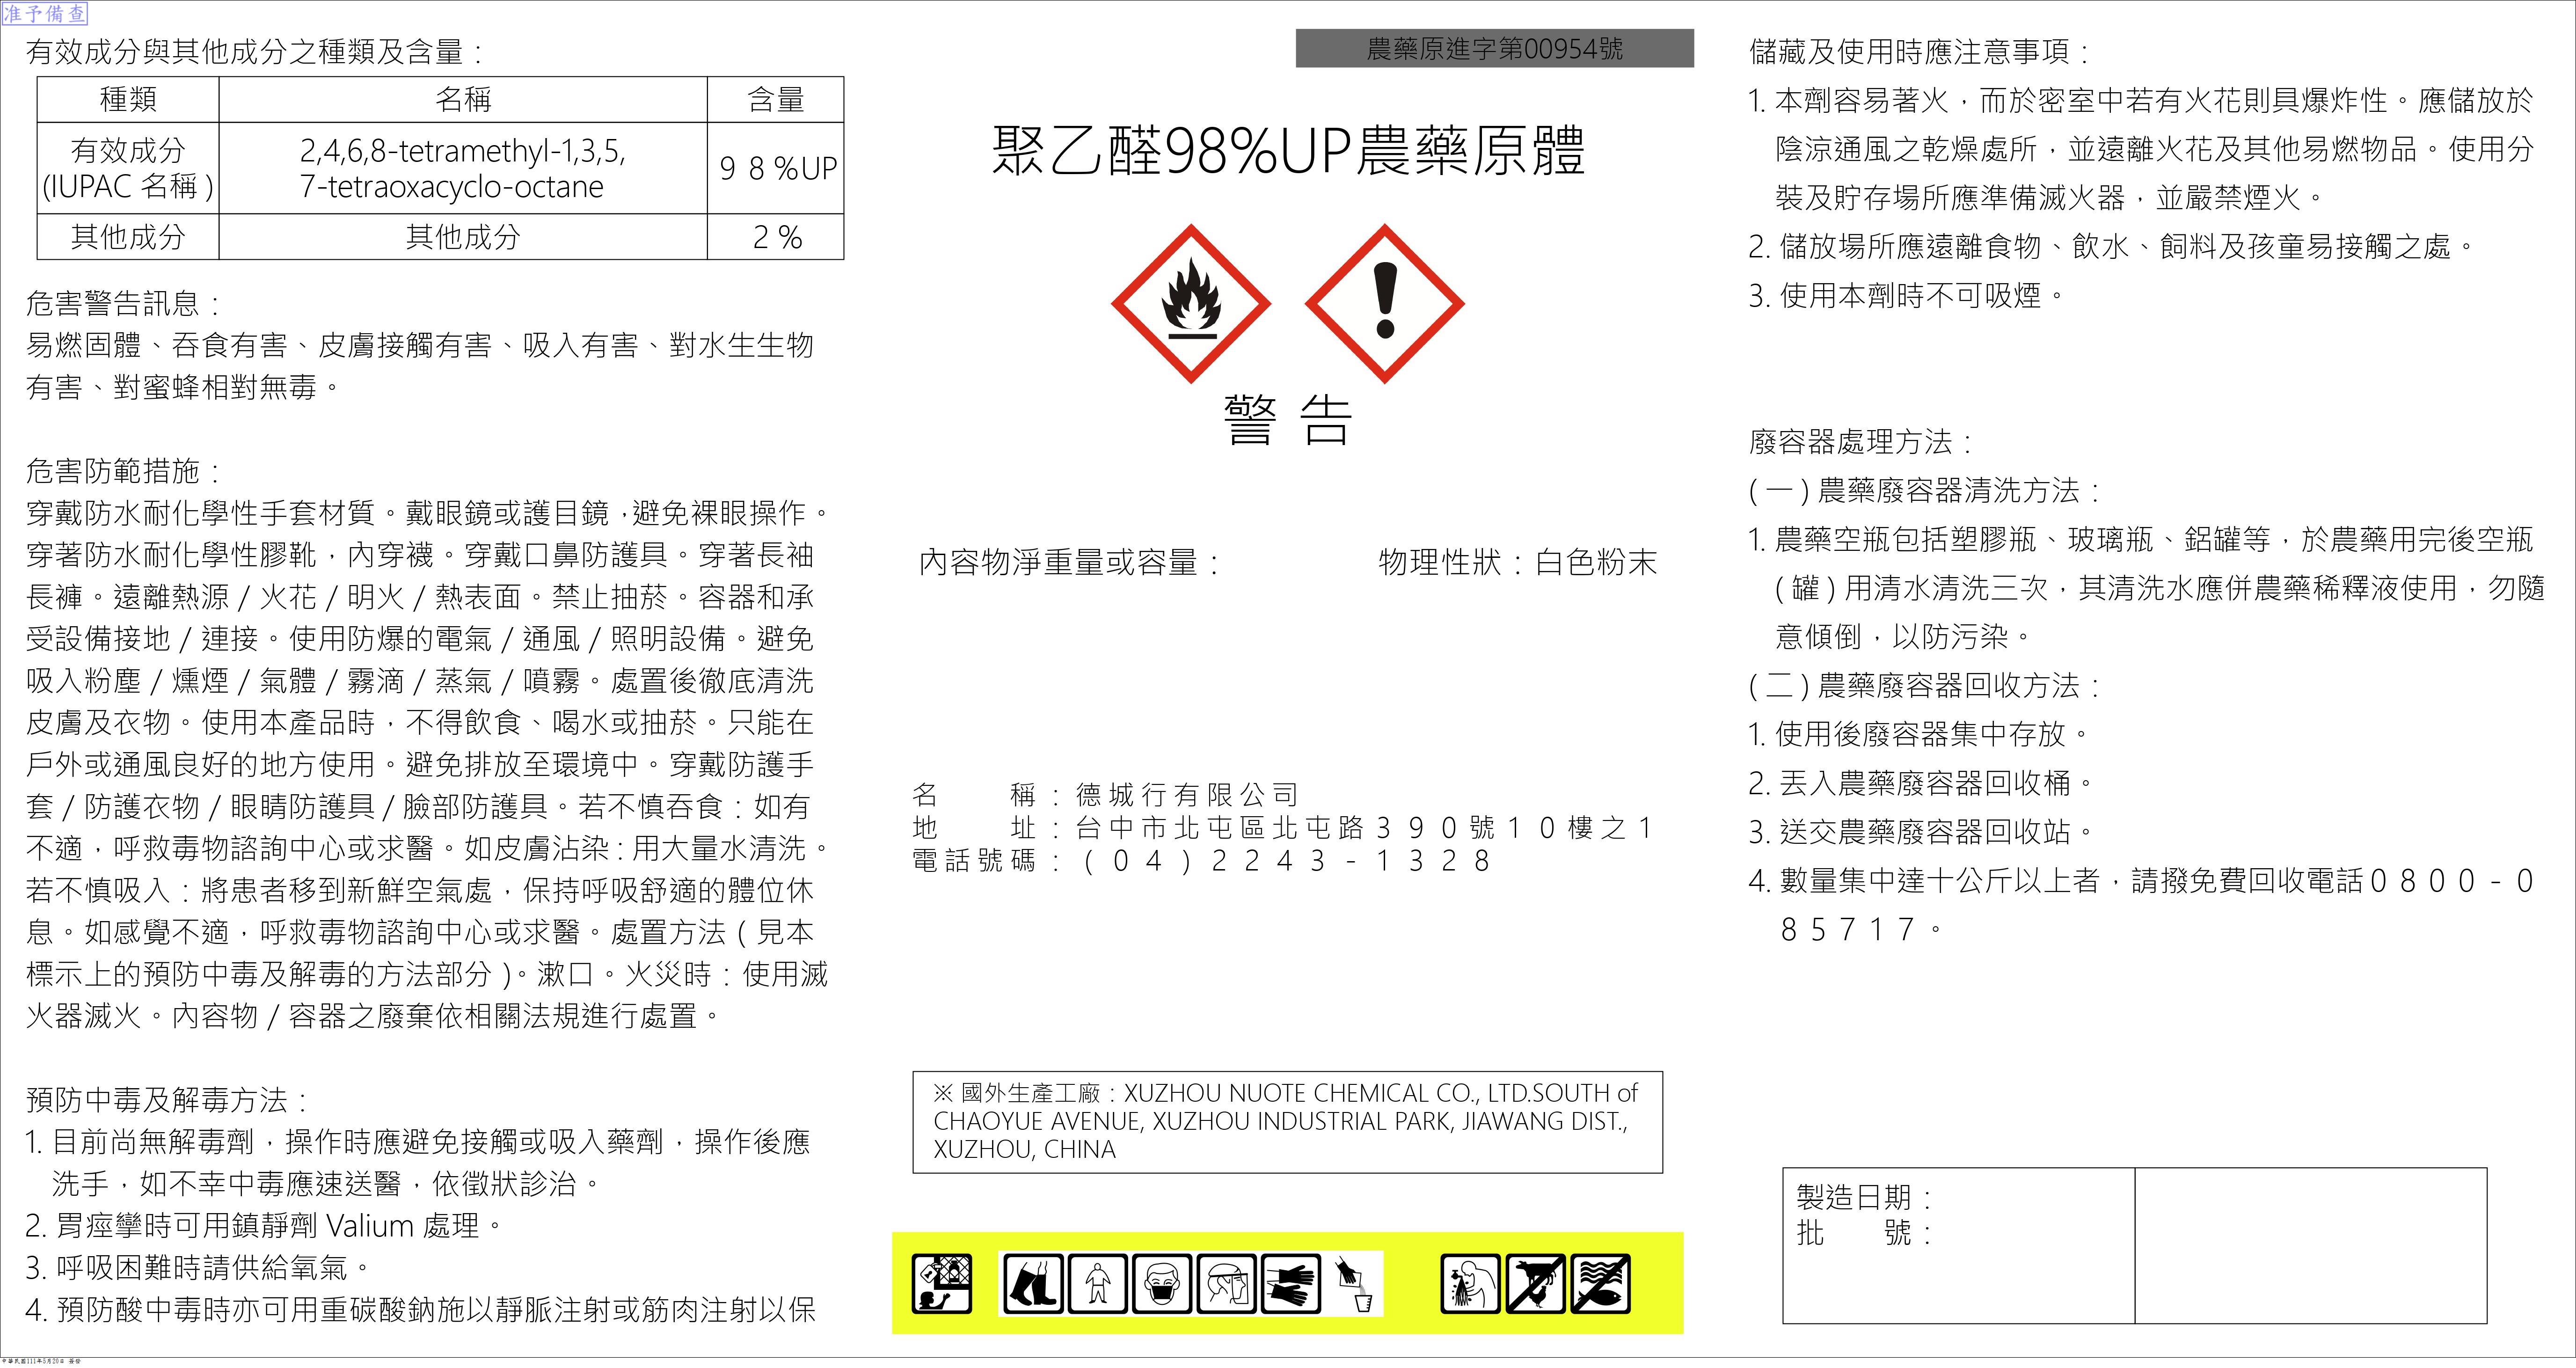 准予備查
有效成分與其他成分之種類及含量：
種類 名稱 含量
有效成分
(IUPAC 名稱)
2,4,6,8-tetramethyl-1,3,5,
7-tetraoxacyclo-octane
98%UP
其他成分 其他成分 2%
危害警告訊息：
易燃固體、吞食有害、皮膚接觸有害、吸入有害、對水生生物
有害、對蜜蜂相對無毒。
危害防範措施：
穿戴防水耐化學性手套材質。戴眼鏡或護目鏡，避免裸眼操作。
穿著防水耐化學性膠靴，內穿襪。穿戴口鼻防護具。穿著長袖
長褲。遠離熱源/火花/明火/熱表面。禁止抽菸。容器和承
受設備接地/連接。使用防爆的電氣/通風/照明設備。避免
吸入粉塵/燻煙/氣體/霧滴/蒸氣/噴霧。處置後徹底清洗
皮膚及衣物。使用本產品時，不得飲食、喝水或抽菸。只能在
戶外或通風良好的地方使用。避免排放至環境中。穿戴防護手
套/防護衣物/眼睛防護具/臉部防護具。若不慎吞食：如有
不適，呼救毒物諮詢中心或求醫。如皮膚沾染：用大量水清洗。
若不慎吸入：將患者移到新鮮空氣處，保持呼吸舒適的體位休
息。如感覺不適，呼救毒物諮詢中心或求醫。處置方法(見本
標示上的預防中毒及解毒的方法部分)。漱口。火災時：使用滅
火器滅火。內容物/容器之廢棄依相關法規進行處置。
預防中毒及解毒方法：
1. 目前尚無解毒劑，操作時應避免接觸或吸入藥劑，操作後應
洗手，如不幸中毒應速送醫，依徵狀診治。
2. 胃痙攣時可用鎮靜劑 Valium 處理。
3. 呼吸困難時請供給氧氣。
4. 預防酸中毒時亦可用重碳酸鈉施以靜脈注射或筋肉注射以保
農藥原進字第00954號
聚乙醛98%UP農藥原體
警告
內容物淨重量或容量： 物理性狀：白色粉末
名稱：德城行有限公司
地址：台中市北屯區北屯路390號10樓之1
電話號碼：(04)2243-1328
※ 國外生產工廠：XUZHOU NUOTE CHEMICAL CO., LTD.SOUTH of
CHAOYUE AVENUE, XUZHOU INDUSTRIAL PARK, JIAWANG DIST.,
XUZHOU, CHINA
儲藏及使用時應注意事項：
1. 本劑容易著火，而於密室中若有火花則具爆炸性。應儲放於
陰涼通風之乾燥處所，並遠離火花及其他易燃物品。使用分
裝及貯存場所應準備滅火器，並嚴禁煙火。
2. 儲放場所應遠離食物、飲水、飼料及孩童易接觸之處。
3. 使用本劑時不可吸煙。
廢容器處理方法：
(一)農藥廢容器清洗方法：
1. 農藥空瓶包括塑膠瓶、玻璃瓶、鋁罐等，於農藥用完後空瓶
(罐)用清水清洗三次，其清洗水應併農藥稀釋液使用，勿隨
意傾倒，以防污染。
(二)農藥廢容器回收方法：
1. 使用後廢容器集中存放。
2. 丟入農藥廢容器回收桶。
3. 送交農藥廢容器回收站。
4. 數量集中達十公斤以上者，請撥免費回收電話0800-0
85717。
製造日期：
批號：
中華民國111年5月20日 簽發